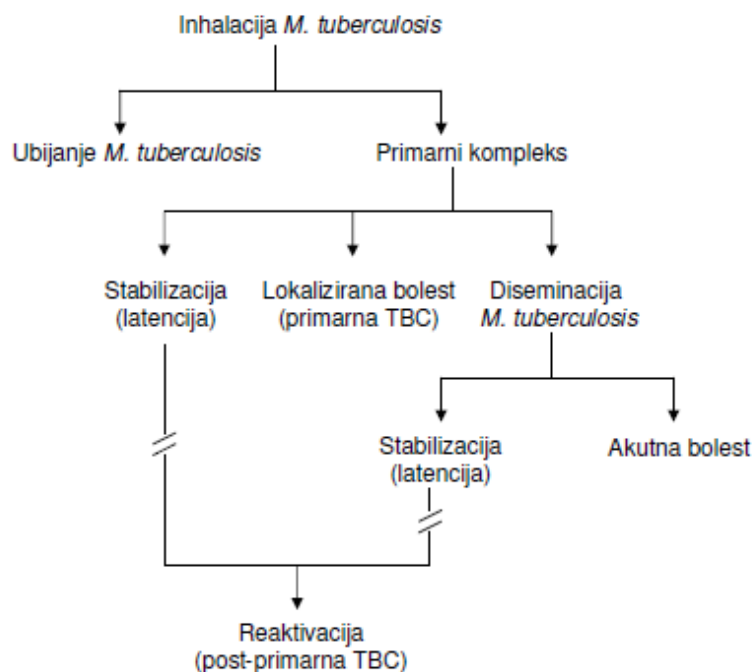 Inhalacija M. tuberculosis
Ubijanje M. tuberculosis
Primarni kompleks
Stabilizacija
(latencija)
Lokalizirana bolest
(primarna TBC)
Diseminacija
M. tuberculosis
Stabilizacija
(latencija)
Akutna bolest
Reaktivacija
(post-primarna TBC)